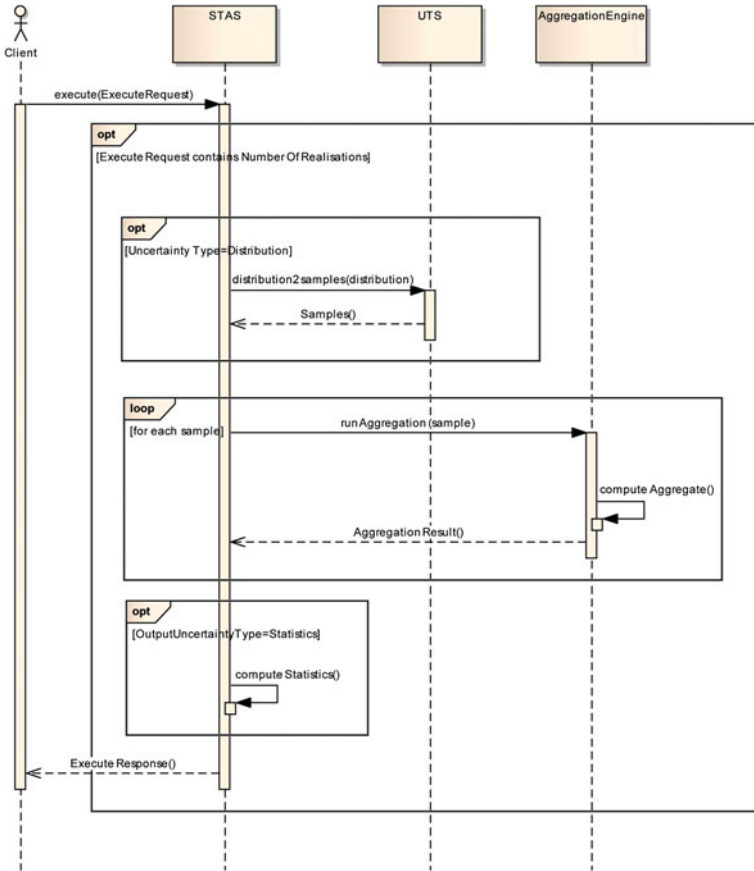 STAS
UTS
AggregationEngine
Client
execute(ExecuteRequest)
opt
[Execute Request contains Number Of Realisations]
opt
[Uncertainty Type=Distribution]
distribution2samples(distribution)
Samples()
loop
[for each sample]
runAggregation (sample)
compute Aggregate()
Aggregation Result()
opt
[OutputUncertaintyType=Statistics]
compute Statistics()
Execute Response()